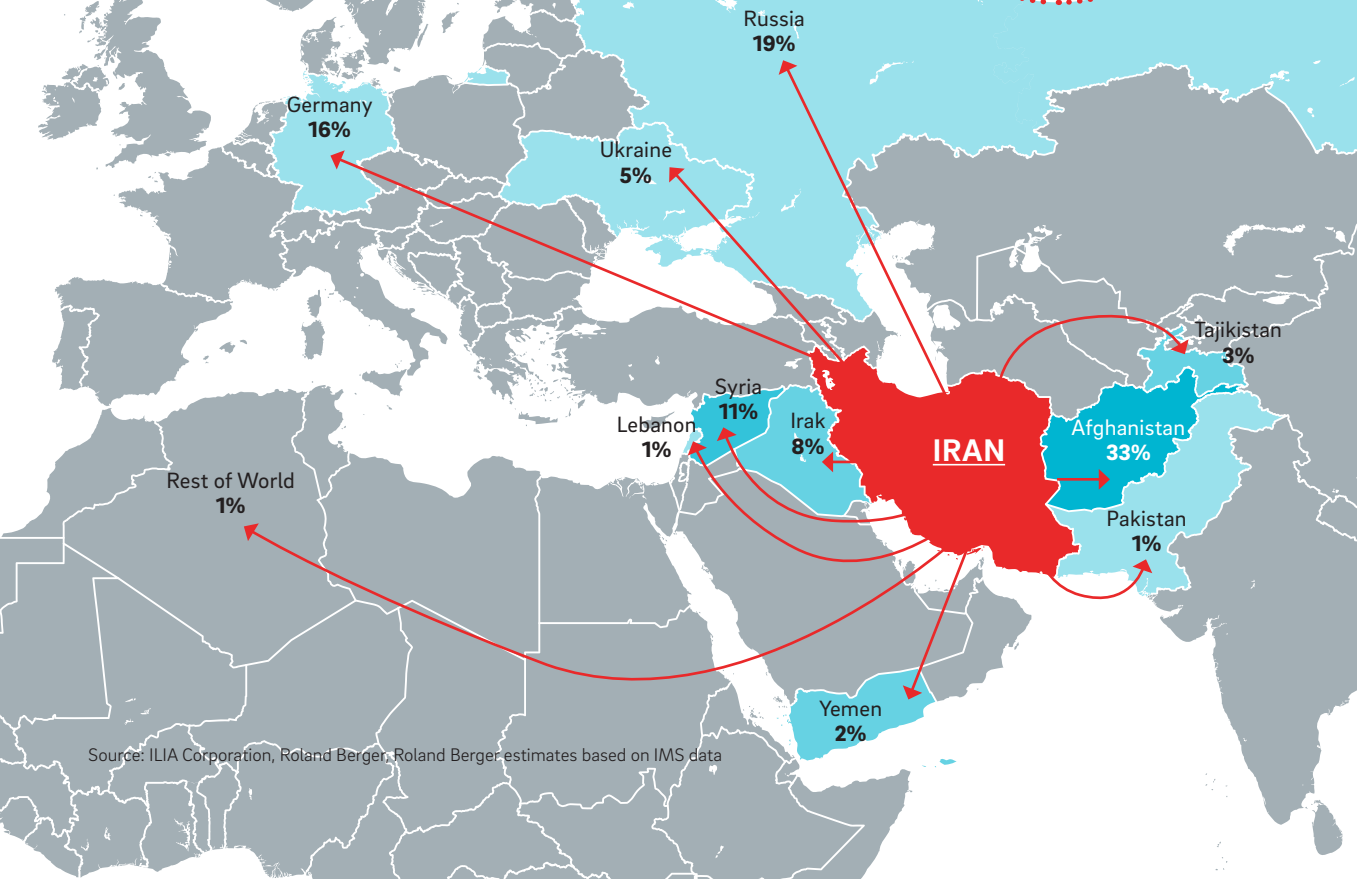 Russia
19%
Germany
16%
Ukraine
5%
Tajikistan
3%
Syria
11%
Irak
8%
Lebanon
1%
Afghanistan
33%
IRAN
Rest of World
1%
Pakistan
1%
Yemen
2%
Source: ILIA Corporation, Roland Berger, Roland Berger estimates based on IMS data